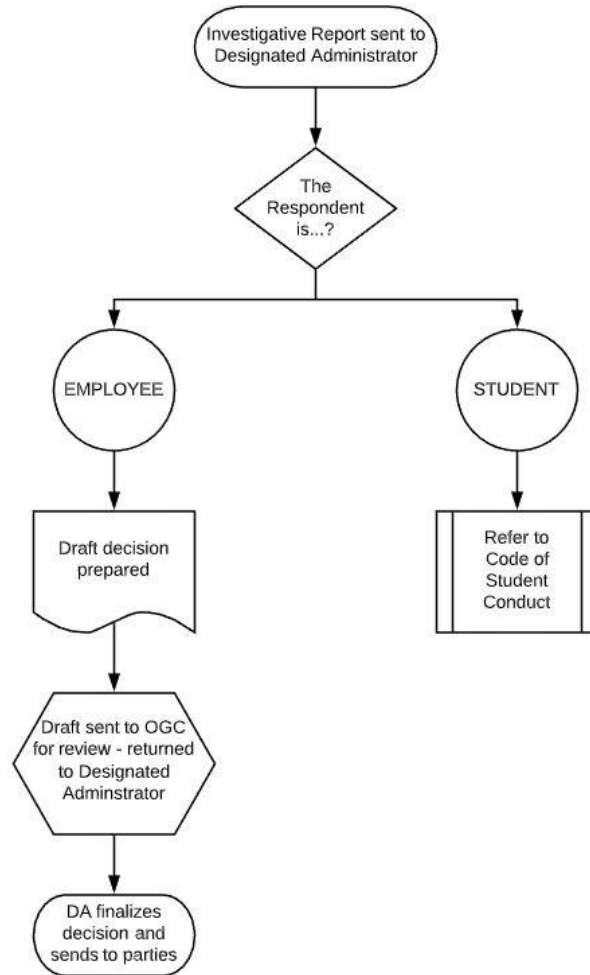 Investigative Report sent to
Designated Administrator
The
Respondent
is...?
EMPLOYEE
STUDENT
Draft decision
prepared
Refer to
Code of
Student
Conduct
Draft sent to OGC
for review - returned
to Designated
Adminstrator
DA finalizes
decision and
sends to parties